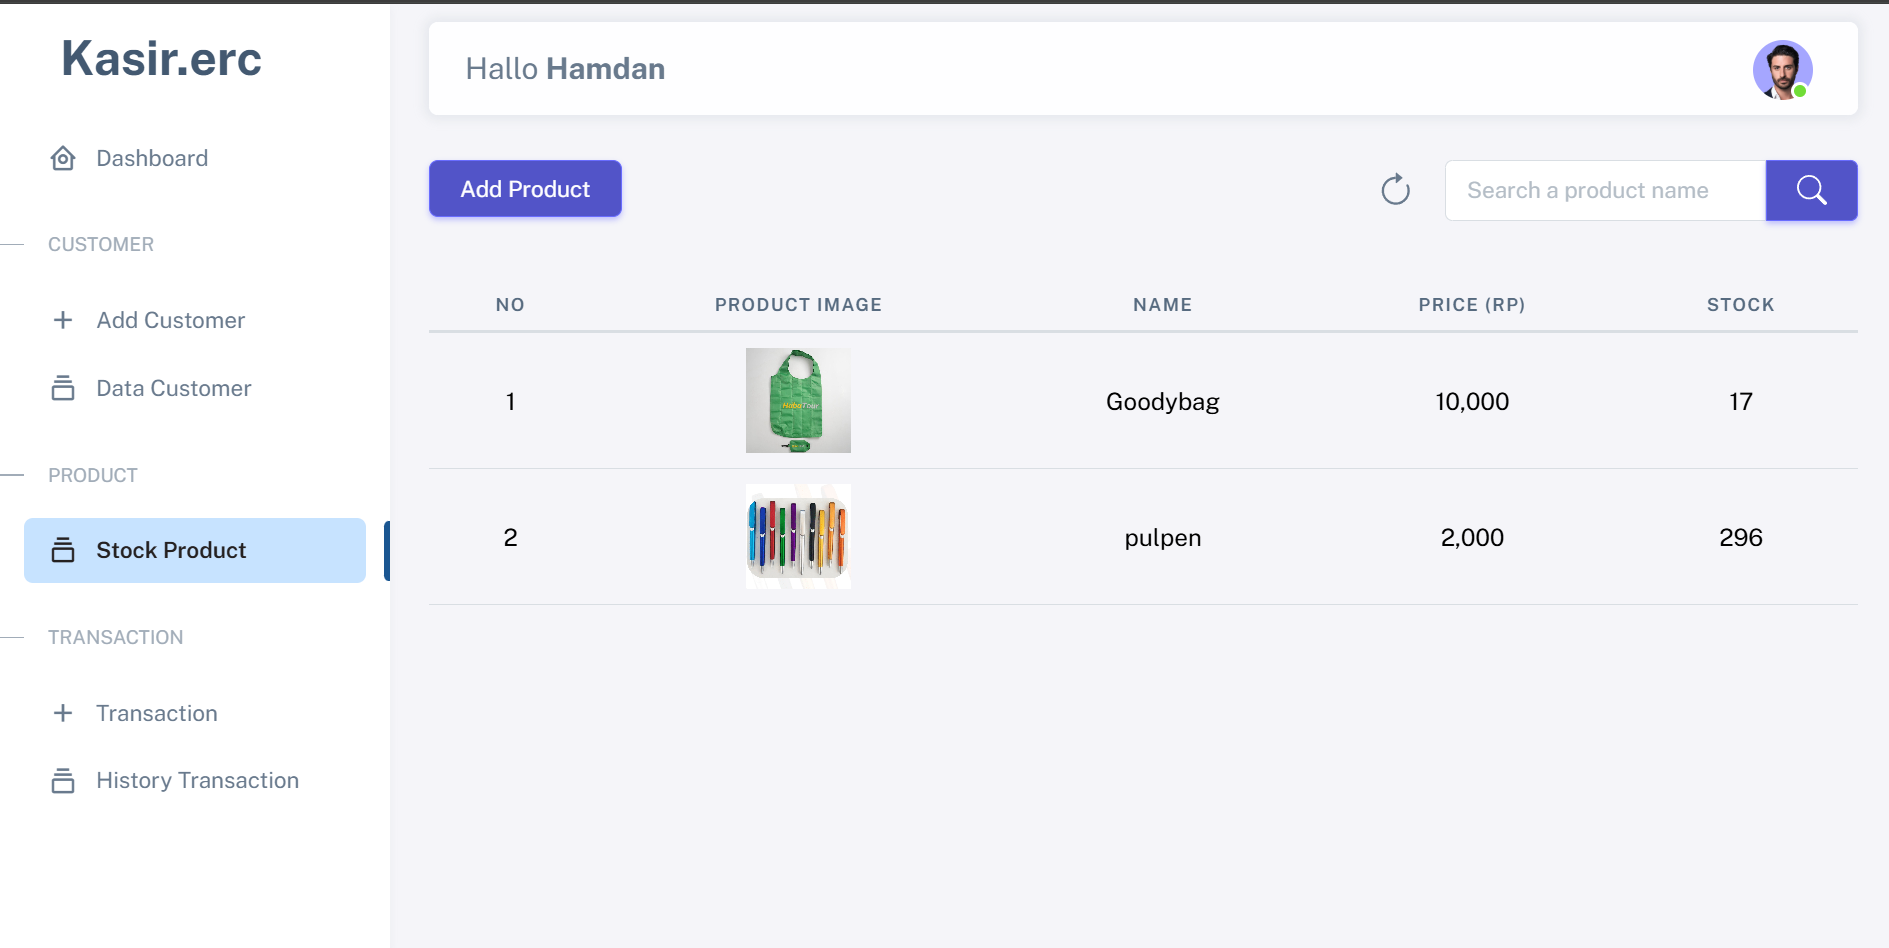 Kasir.erc
Dashboard
CUSTOMER
Add Customer
Data Customer
PRODUCT
Stock Product
TRANSACTION
Transaction
History Transaction
Hallo Hamdan
Add Product
Search a product name
NO PRODUCT IMAGE NAME PRICE (RP) STOCK
1 Goodybag 10,000 17
2 pulpen 2,000 296